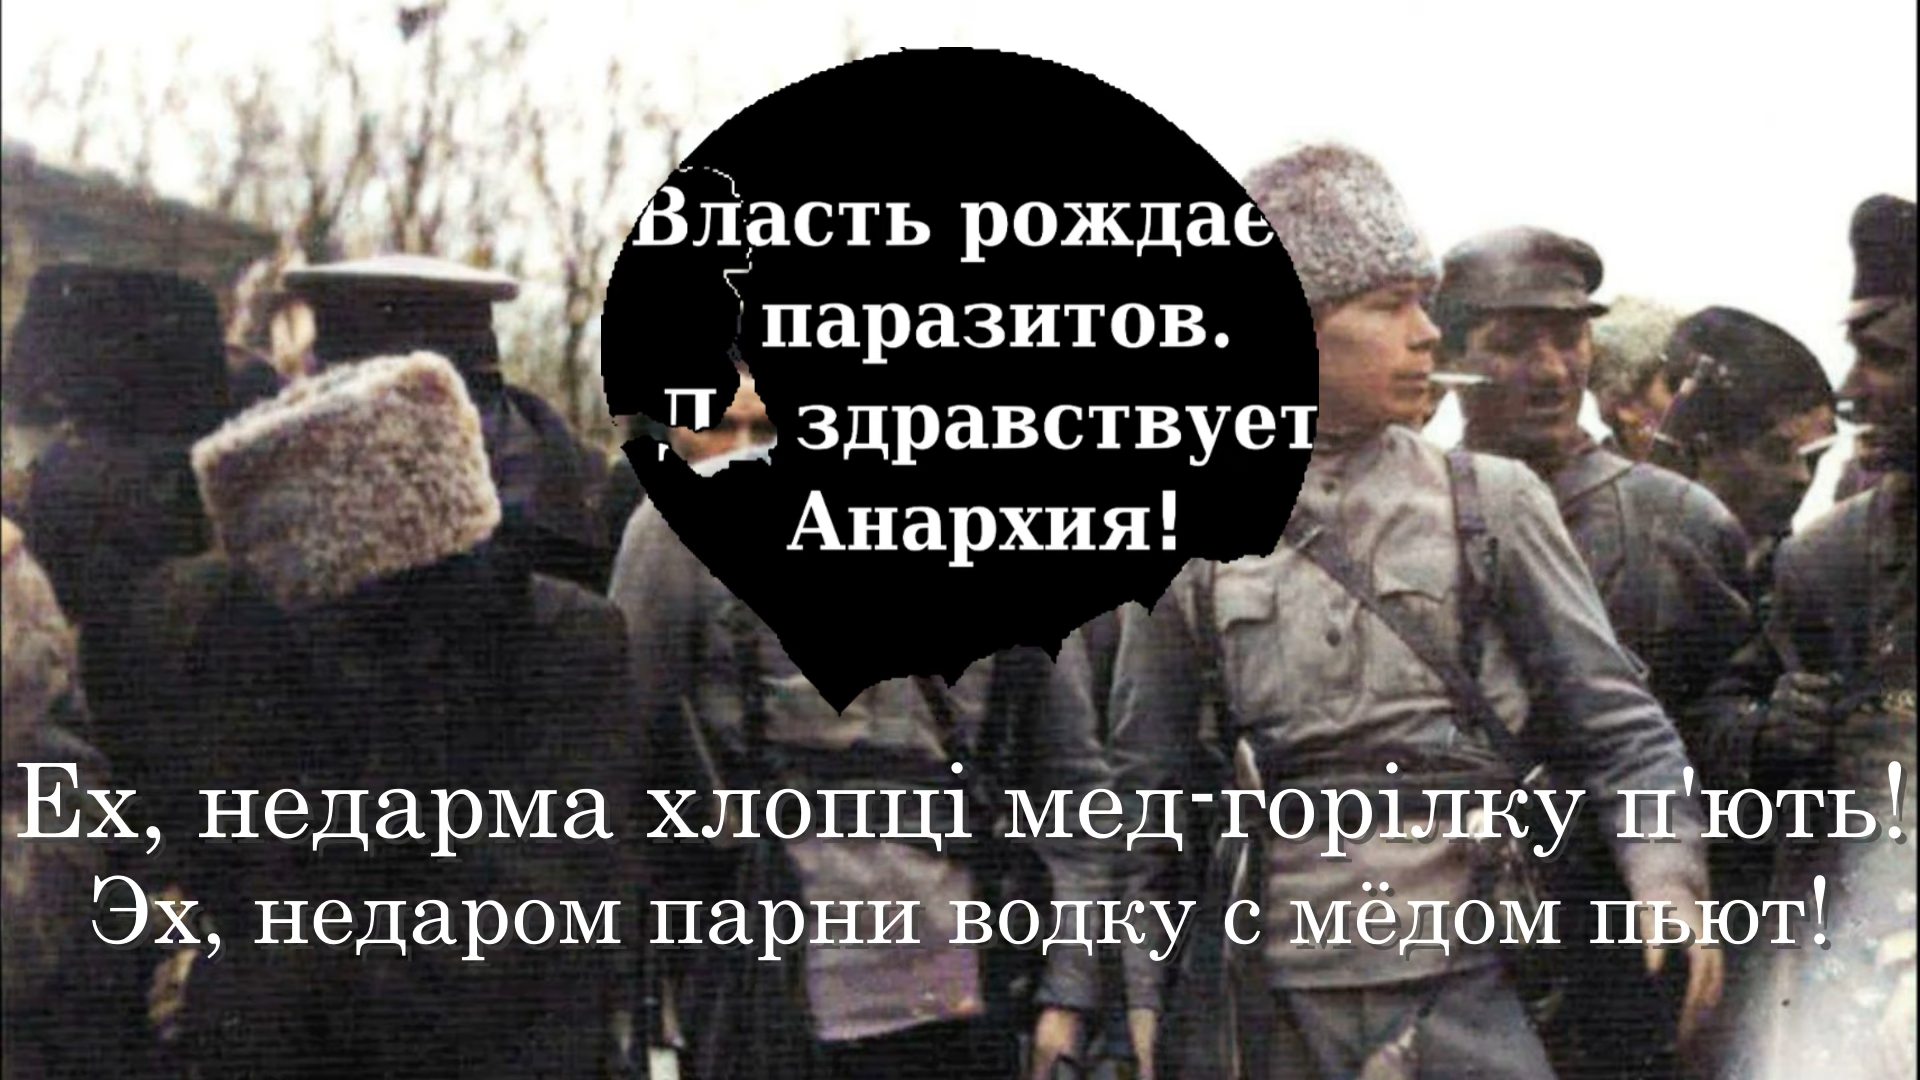 Власть рождае
паразитов.
здравствует
Анархия!
Ех, недарма хлопці мед-горілку п'ють!
Эх, недаром парни водку с мёдом пьют!